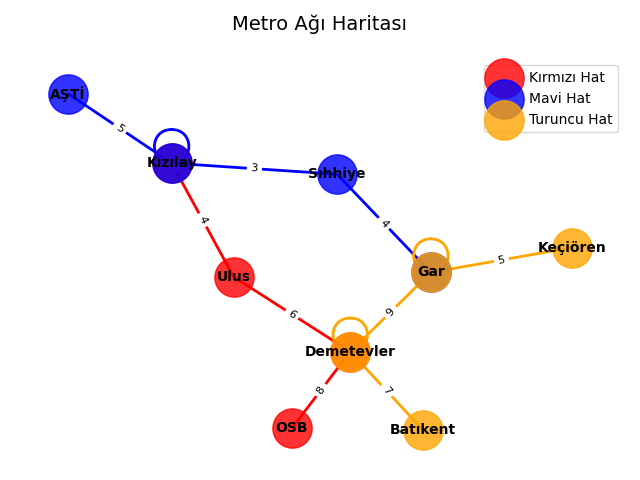 Metro Ağı Haritası
Kırmızı Hat
Mavi Hat
Turuncu Hat
AŞTİ
5
Kızılay
3
Sıhhiye
4
4
Keçiören
5
Gar
Ulus
6
9
Demetevler
8
7
OSB
Batıkent